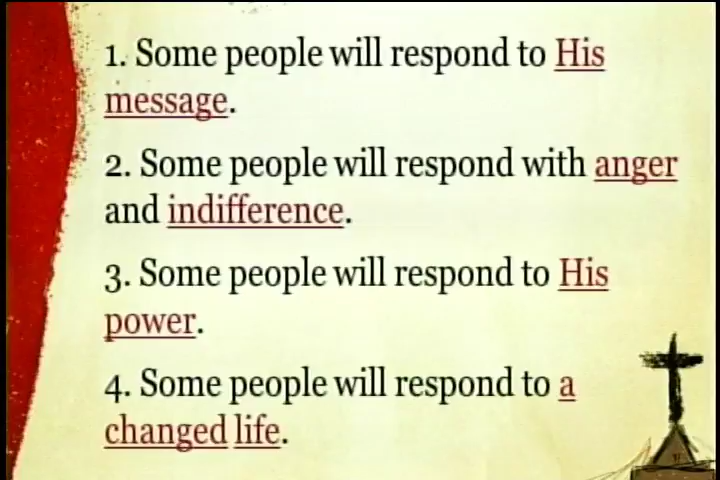 1. Some people will respond to His
message.
2. Some people will respond with anger
and indifference.
3. Some people will respond to His
power.
4. Some people will respond to a
changed life.